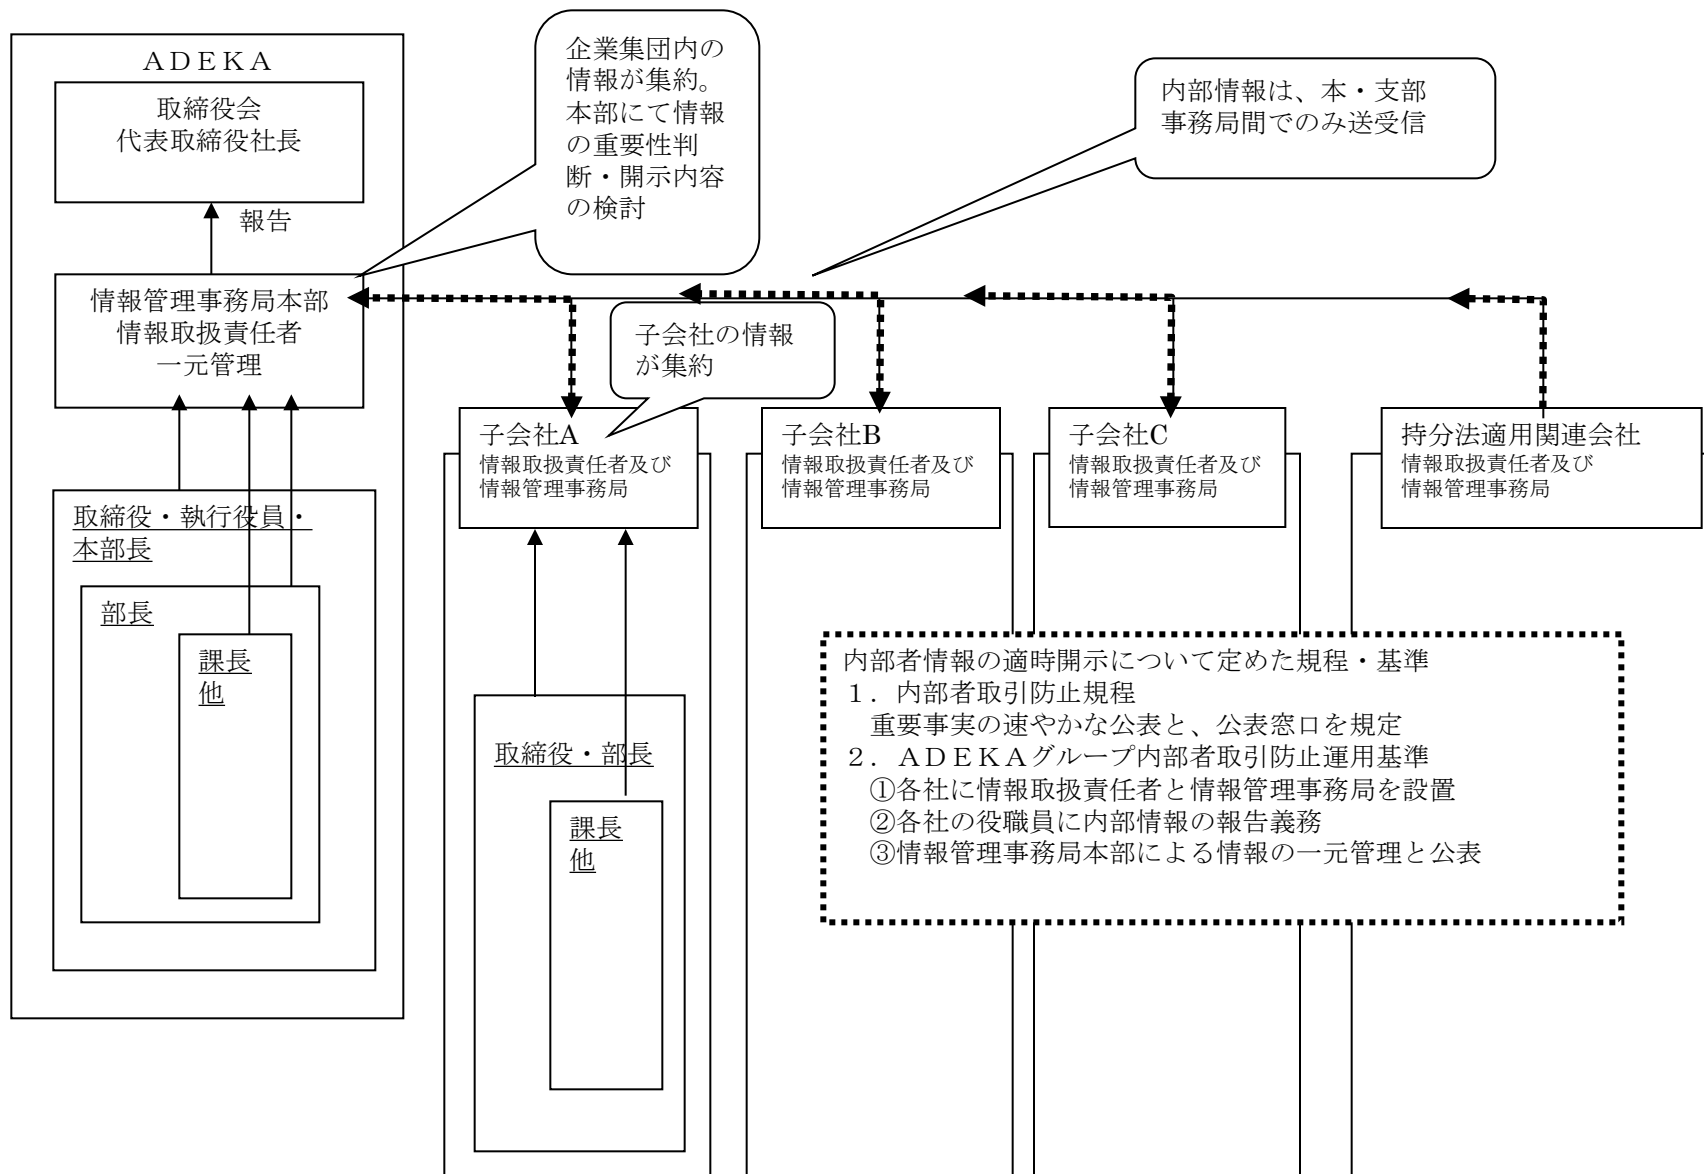 ＡＤＥＫＡ
取締役会
代表取締役社長
報告
情報管理事務局本部
情報取扱責任者
一元管理
取締役・執行役員・
本部長
部長
課長
他
企業集団内の
情報が集約。
本部にて情報
の重要性判
断・開示内容
の検討
内部情報は、本・支部
事務局間でのみ送受信
子会社の情報
が集約
子会社A
情報取扱責任者及び
情報管理事務局
取締役・部長
課長
他
子会社B
情報取扱責任者及び
情報管理事務局
子会社C
情報取扱責任者及び
情報管理事務局
持分法適用関連会社
情報取扱責任者及び
情報管理事務局
内部者情報の適時開示について定めた規程・基準
１．内部者取引防止規程
重要事実の速やかな公表と、公表窓口を規定
２．ＡＤＥＫＡグループ内部者取引防止運用基準
①各社に情報取扱責任者と情報管理事務局を設置
②各社の役職員に内部情報の報告義務
③情報管理事務局本部による情報の一元管理と公表